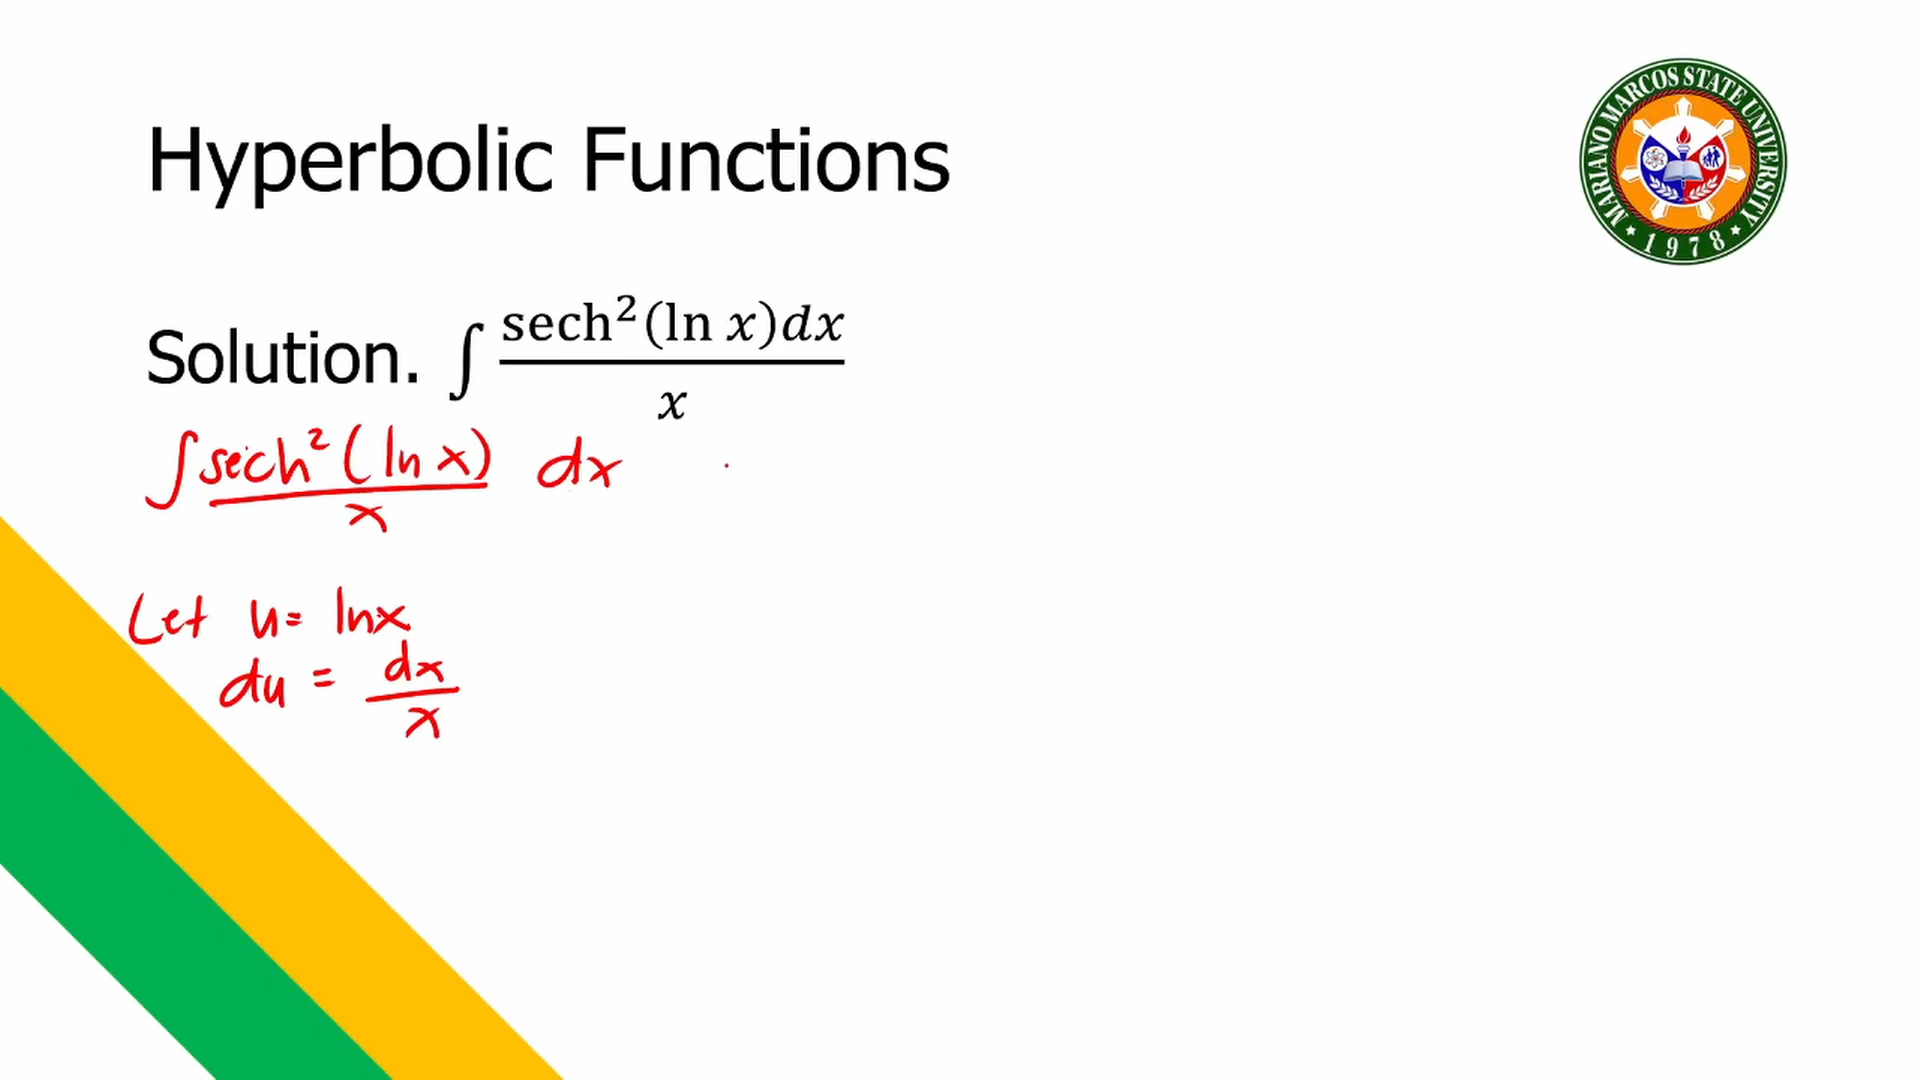 Hyperbolic Functions
MARIANO MARCOS STATE UNIVERSITY
1978
Solution. ∫ sech²(ln x)dx / x
∫ sech² (ln x) / x dx
Let u = lnx
du = dx / x